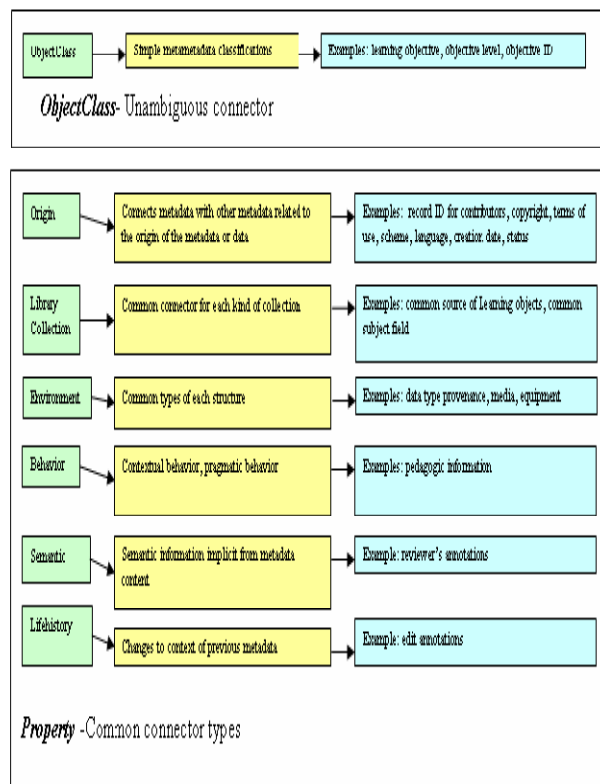 ObjectClass
Simple metametadata classifications
Examples: learning objective, objective level, objective ID
ObjectClass- Unambiguous connector
Origin
Connects metadata with other metadata related to
the origin of the metadata or data
Examples: record ID for contributors, copyright, terms of
use, scheme, language, creation date, status
Library
Collection
Common connector for each kind of collection
Examples: common source of Learning objects, common
subject field
Environment
Common types of each structure
Examples: data type provenance, media, equipment
Behavior
Contextual behavior, pragmatic behavior
Examples: pedagogic information
Semantic
Semantic information implicit from metadata
content
Example: reviewer's annotations
Lifehistory
Changes to context of previous metadata
Example: edit annotations
Property -Common connector types